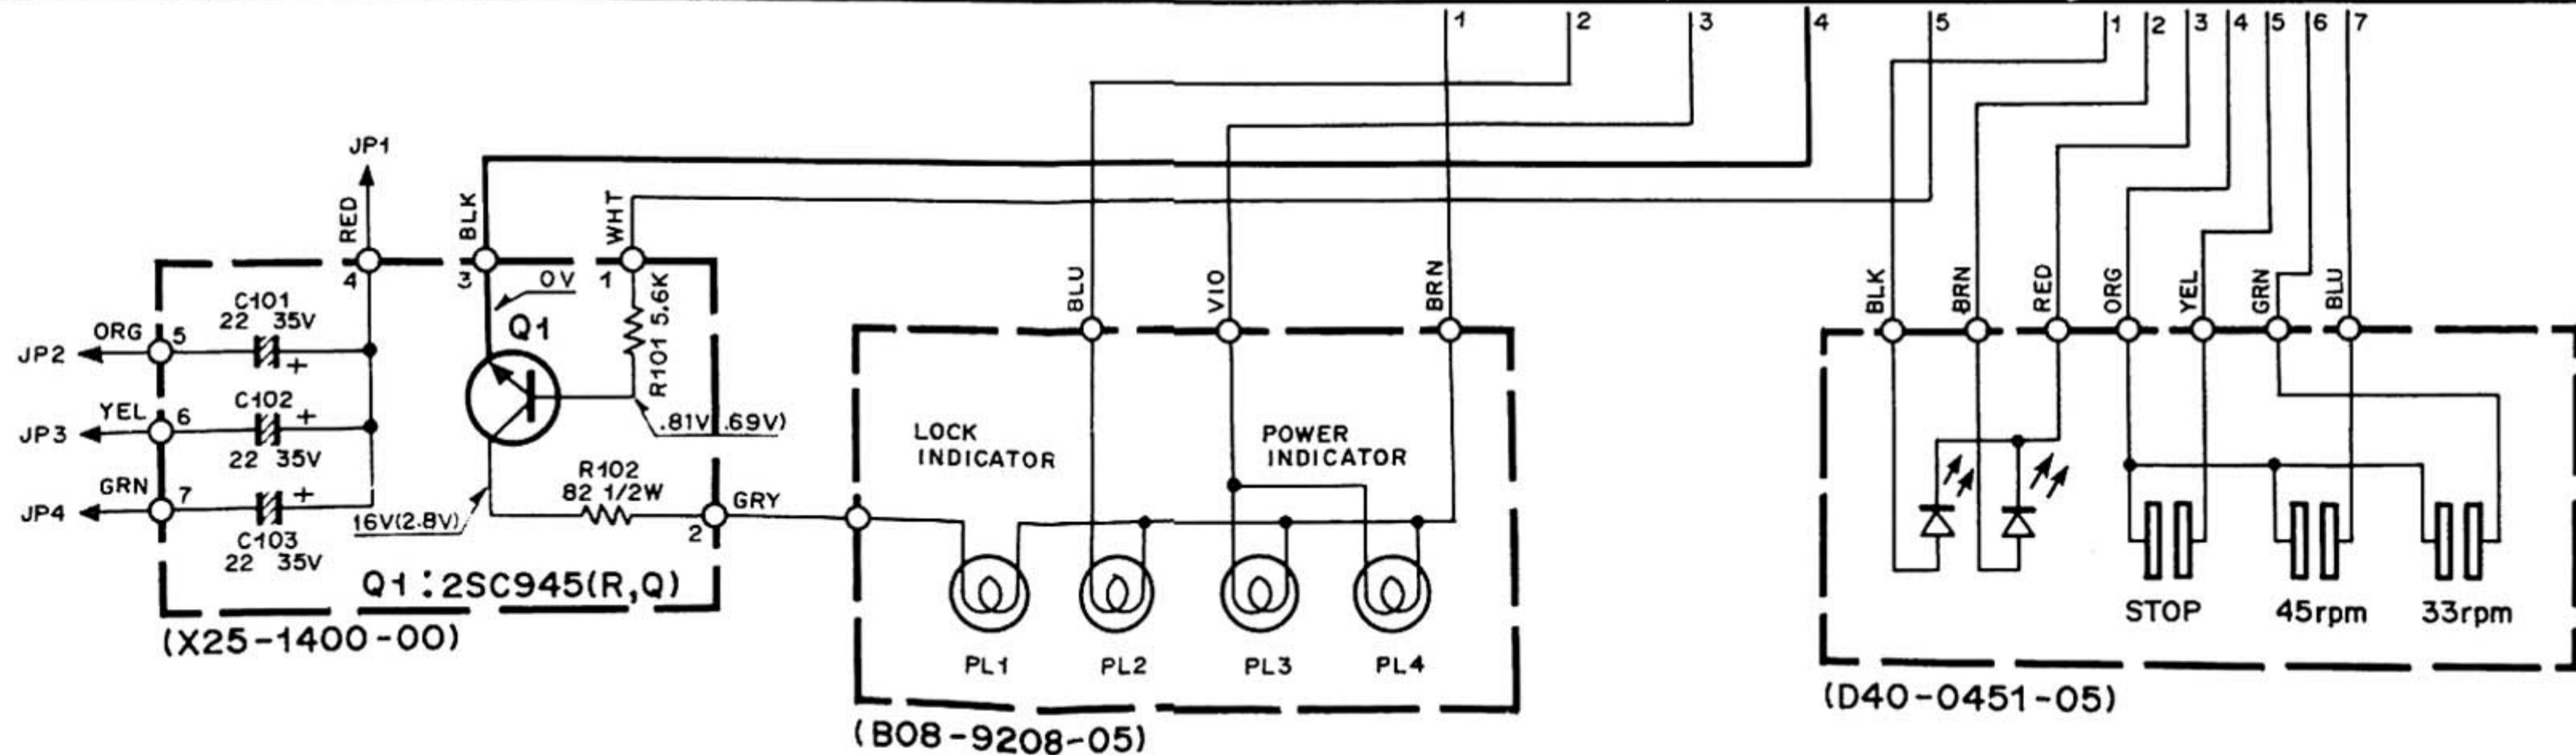 1 2 3 4 5 1 2 3 4 5 6 7
JP1
RED
BLK
WHT
4
3
0V
1
R101 5.6K
Q1
C101
22 35V
+
ORG
5
JP2
YEL
6
JP3
C102
+
22 35V
GRN
7
JP4
+
C103
22 35V
.81V(.69V)
16V(2.8V)
R102
82 1/2W
2
GRY
Q1:2SC945(R,Q)
(X25-1400-00)
BLU
VIO
BRN
LOCK
INDICATOR
POWER
INDICATOR
PL1
PL2
PL3
PL4
(B08-9208-05)
BLK
BRN
RED
ORG
YEL
GRN
BLU
STOP
45rpm
33rpm
(D40-0451-05)